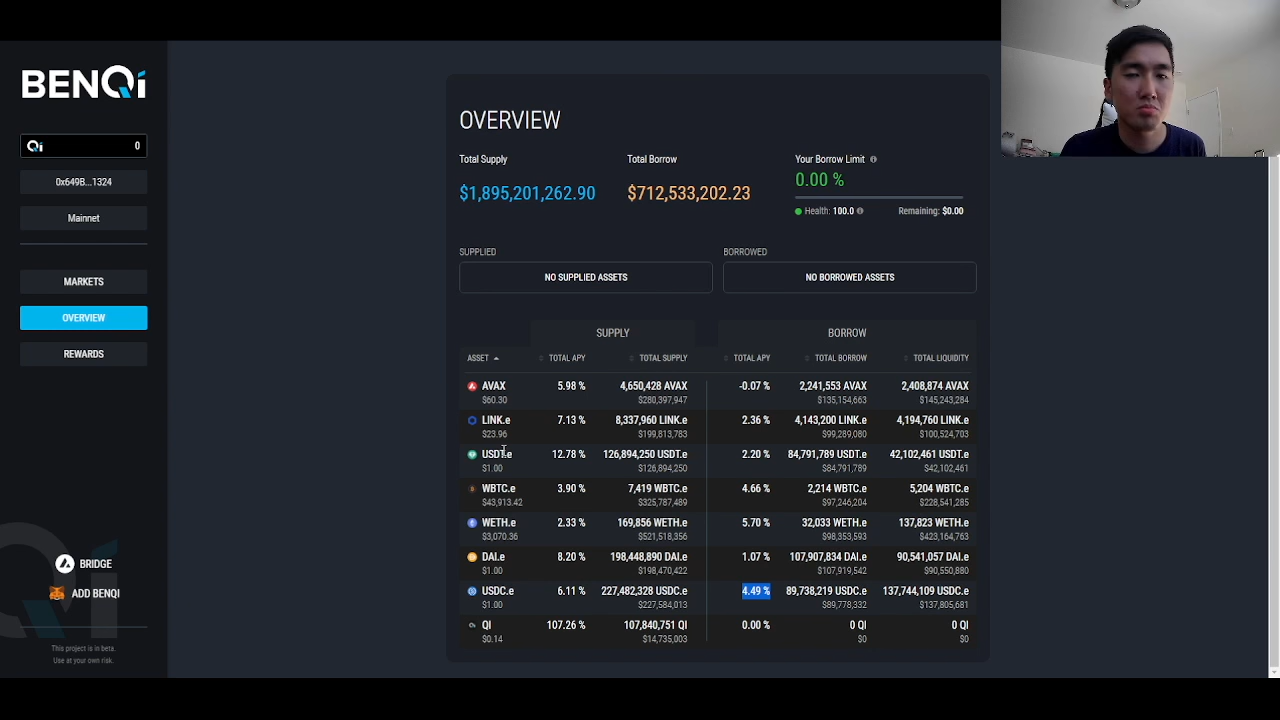 BENQi
Qi 0
0x649B...1324
Mainnet
MARKETS
OVERVIEW
REWARDS
BRIDGE
ADD BENQI
This project is in beta.
Use at your own risk.
OVERVIEW
Total Supply Total Borrow Your Borrow Limit
$1,895,201,262.90 $712,533,202.23 0.00 %
Health: 100.0 Remaining: $0.00
SUPPLIED BORROWED
NO SUPPLIED ASSETS NO BORROWED ASSETS
SUPPLY BORROW
ASSET TOTAL APY TOTAL SUPPLY TOTAL APY TOTAL BORROW TOTAL LIQUIDITY
AVAX 5.98 % 4,650,428 AVAX -0.07 % 2,241,553 AVAX 2,408,874 AVAX
$60.30 $280,397,947 $135,154,663 $145,243,284
LINK.e 7.13 % 8,337,960 LINK.e 2.36 % 4,143,200 LINK.e 4,194,760 LINK.e
$23.96 $199,813,783 $99,289,080 $100,524,703
USDT.e 12.78 % 126,894,250 USDT.e 2.20 % 84,791,789 USDT.e 42,102,461 USDT.e
$1.00 $126,894,250 $84,791,789 $42,102,461
WBTC.e 3.90 % 7,419 WBTC.e 4.66 % 2,214 WBTC.e 5,204 WBTC.e
$43,913.42 $325,787,489 $97,246,204 $228,541,285
WETH.e 2.33 % 169,856 WETH.e 5.70 % 32,033 WETH.e 137,823 WETH.e
$3,070.36 $521,518,356 $98,353,593 $423,164,763
DAI.e 8.20 % 198,448,890 DAI.e 1.07 % 107,907,834 DAI.e 90,541,057 DAI.e
$1.00 $198,470,422 $107,919,542 $90,550,880
USDC.e 6.11 % 227,482,328 USDC.e 4.49 % 89,738,219 USDC.e 137,744,109 USDC.e
$1.00 $227,584,013 $89,778,332 $137,805,681
QI 107.26 % 107,840,751 QI 0.00 % 0 QI 0 QI
$0.14 $14,735,003 $0 $0